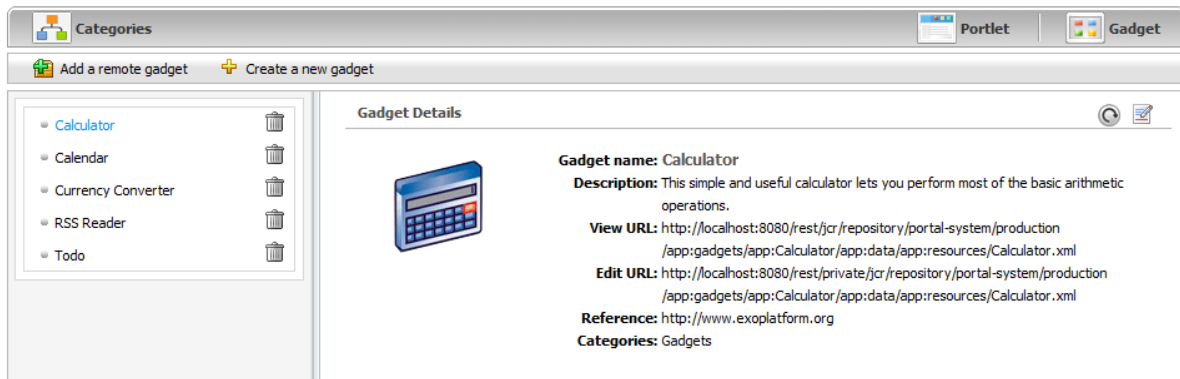 Categories
Portlet
Gadget
Add a remote gadget
Create a new gadget
Calculator
Calendar
Currency Converter
RSS Reader
Todo
Gadget Details
Gadget name: Calculator
Description: This simple and useful calculator lets you perform most of the basic arithmetic
operations.
View URL: http://localhost:8080/rest/jcr/repository/portal-system/production
/app:gadgets/app:Calculator/app:data/app:resources/Calculator.xml
Edit URL: http://localhost:8080/rest/private/jcr/repository/portal-system/production
/app:gadgets/app:Calculator/app:data/app:resources/Calculator.xml
Reference: http://www.exoplatform.org
Categories: Gadgets